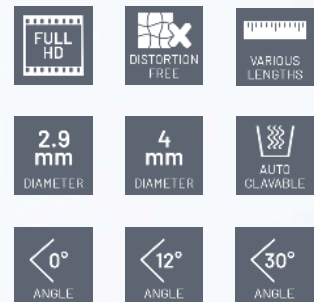 FULL
HD
DISTORTION
FREE
VARIOUS
LENGTHS
2.9
mm
DIAMETER
4
mm
DIAMETER
AUTO
CLAVABLE
0°
ANGLE
12°
ANGLE
30°
ANGLE